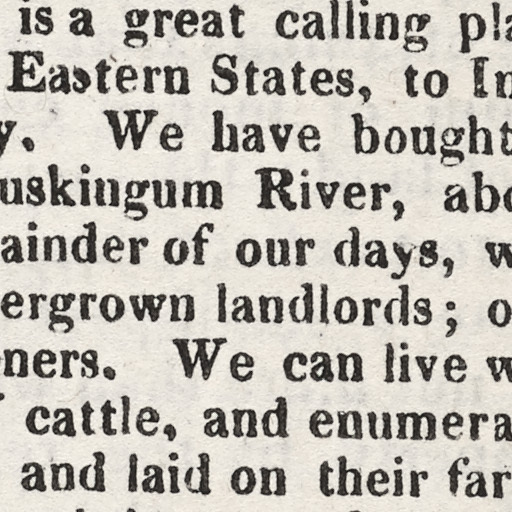 is a great calling pla
Eastern States, to In
y. We have bought
uskingum River, abo
ainder of our days, w
ergrown landlords; o
ners. We can live w
cattle, and enumera
and laid on their far